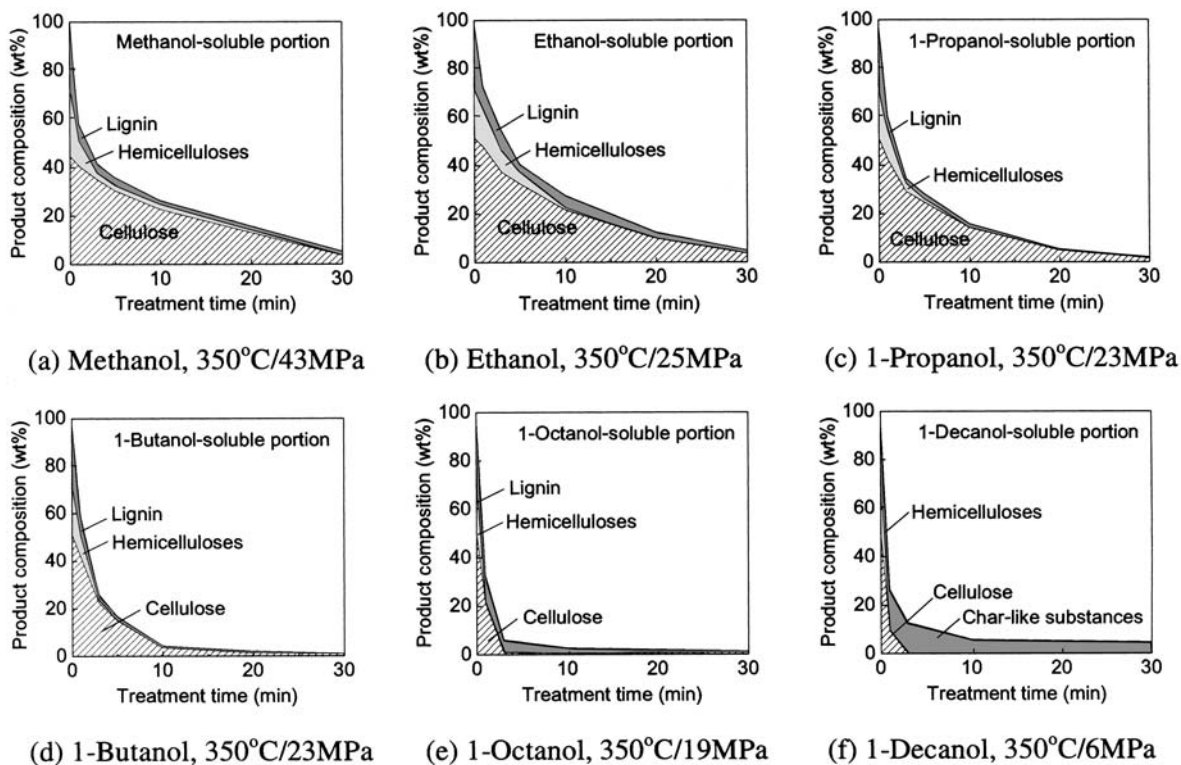 100
80
60
40
20
0
Product composition (wt%)
Methanol-soluble portion
Lignin
Hemicelluloses
Cellulose
0 10 20 30
Treatment time (min)
(a) Methanol, 350°C/43MPa
100
80
60
40
20
0
Product composition (wt%)
Ethanol-soluble portion
Lignin
Hemicelluloses
Cellulose
0 10 20 30
Treatment time (min)
(b) Ethanol, 350°C/25MPa
100
80
60
40
20
0
Product composition (wt%)
1-Propanol-soluble portion
Lignin
Hemicelluloses
Cellulose
0 10 20 30
Treatment time (min)
(c) 1-Propanol, 350°C/23MPa
100
80
60
40
20
0
Product composition (wt%)
1-Butanol-soluble portion
Lignin
Hemicelluloses
Cellulose
0 10 20 30
Treatment time (min)
(d) 1-Butanol, 350°C/23MPa
100
80
60
40
20
0
Product composition (wt%)
1-Octanol-soluble portion
Lignin
Hemicelluloses
Cellulose
0 10 20 30
Treatment time (min)
(e) 1-Octanol, 350°C/19MPa
100
80
60
40
20
0
Product composition (wt%)
1-Decanol-soluble portion
Hemicelluloses
Cellulose
Char-like substances
0 10 20 30
Treatment time (min)
(f) 1-Decanol, 350°C/6MPa